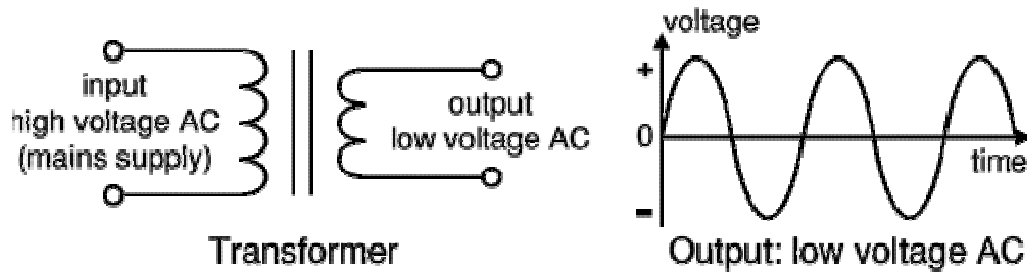 input
high voltage AC
(mains supply)
output
low voltage AC
Transformer
voltage
+
0
time
-
Output: low voltage AC